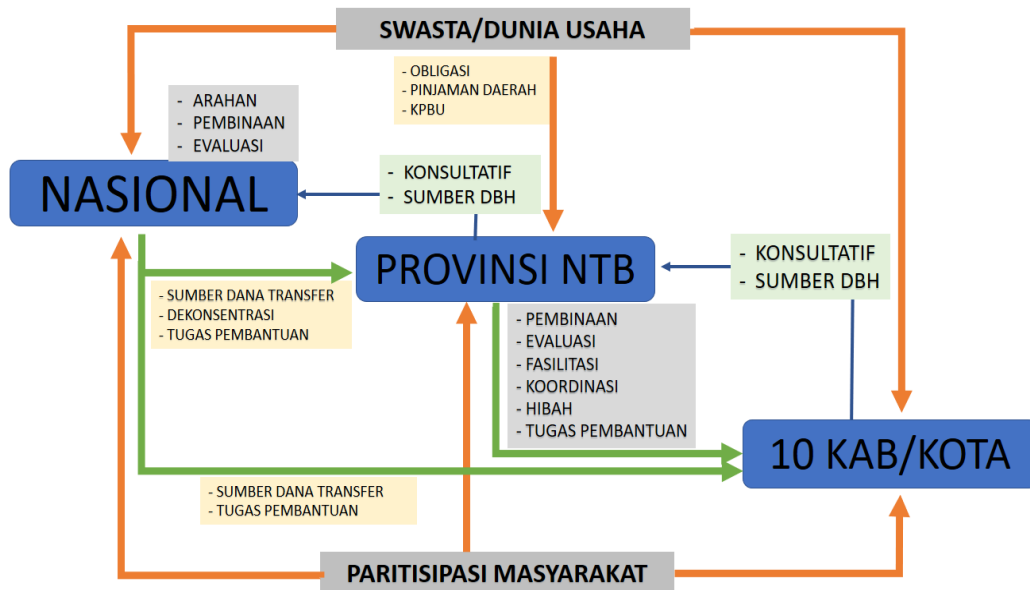 SWASTA/DUNIA USAHA
- OBLIGASI
- PINJAMAN DAERAH
- KPBU
- ARAHAN
- PEMBINAAN
- EVALUASI
NASIONAL
- KONSULTATIF
- SUMBER DBH
PROVINSI NTB
- KONSULTATIF
- SUMBER DBH
- SUMBER DANA TRANSFER
- DEKONSENTRASI
- TUGAS PEMBANTUAN
- PEMBINAAN
- EVALUASI
- FASILITASI
- KOORDINASI
- HIBAH
- TUGAS PEMBANTUAN
10 KAB/KOTA
- SUMBER DANA TRANSFER
- TUGAS PEMBANTUAN
PARITISIPASI MASYARAKAT